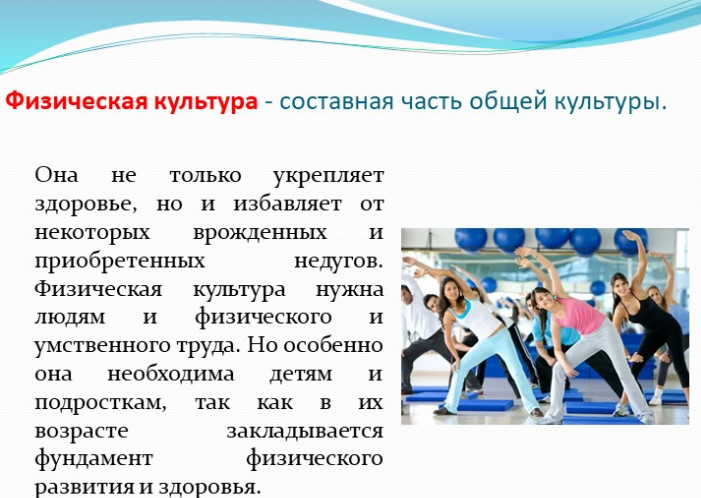 Физическая культура - составная часть общей культуры.
Она не только укрепляет
здоровье, но и избавляет от
некоторых врожденных и
приобретенных недугов.
Физическая культура нужна
людям и физического и
умственного труда. Но особенно
она необходима детям и
подросткам, так как в их
возрасте закладывается
фундамент физического
развития и здоровья.